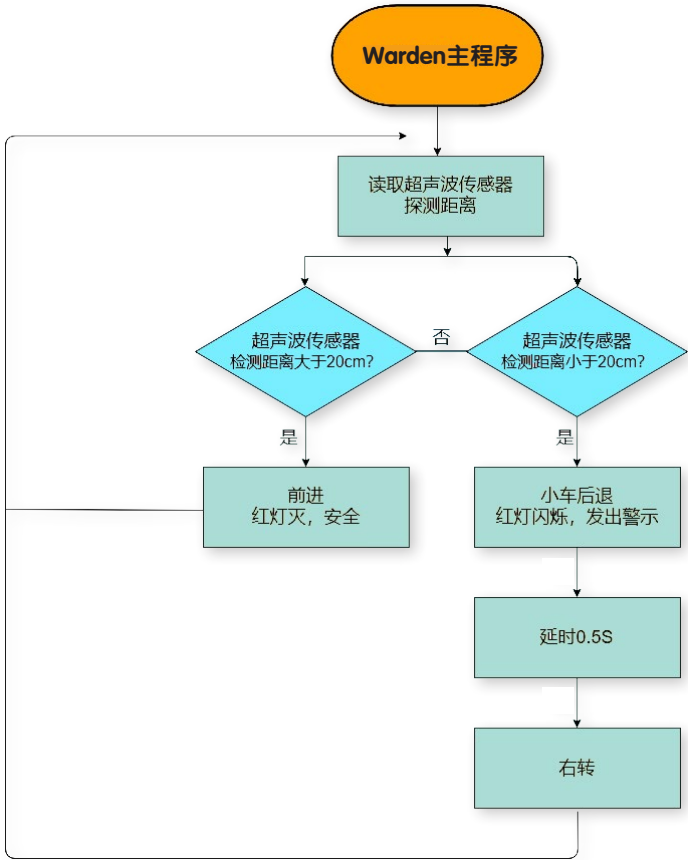 Warden主程序
读取超声波传感器
探测距离
超声波传感器
检测距离大于20cm?
否
超声波传感器
检测距离小于20cm?
是
是
前进
红灯灭，安全
小车后退
红灯闪烁，发出警示
延时0.5S
右转